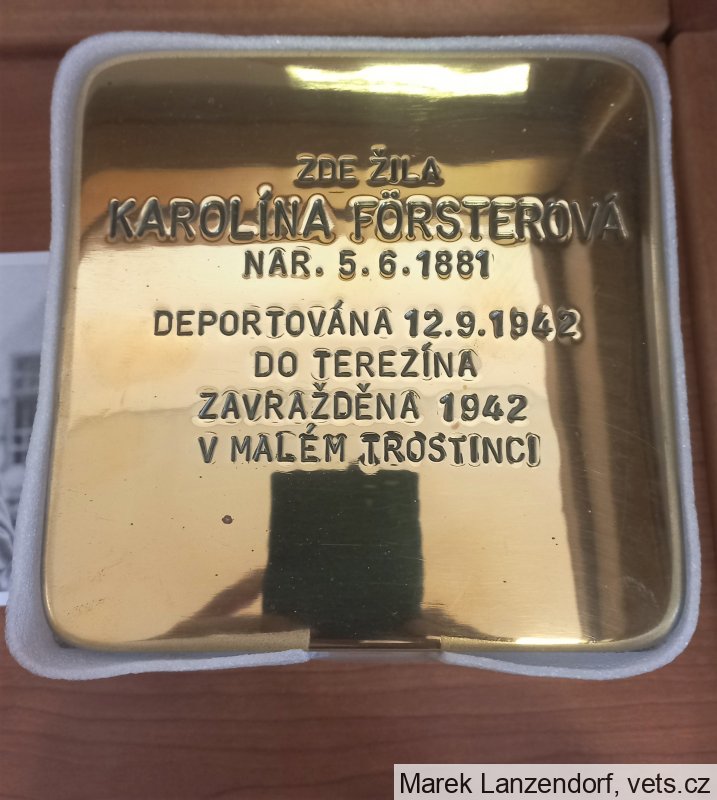 ZDE ŽILA
KAROLÍNA FÖRSTEROVÁ
NAR. 5.6.1881
DEPORTOVÁNA 12.9.1942
DO TEREZÍNA
ZAVRAŽDĚNA 1942
V MALÉM TROSTINCI
Marek Lanzendorf, vets.cz